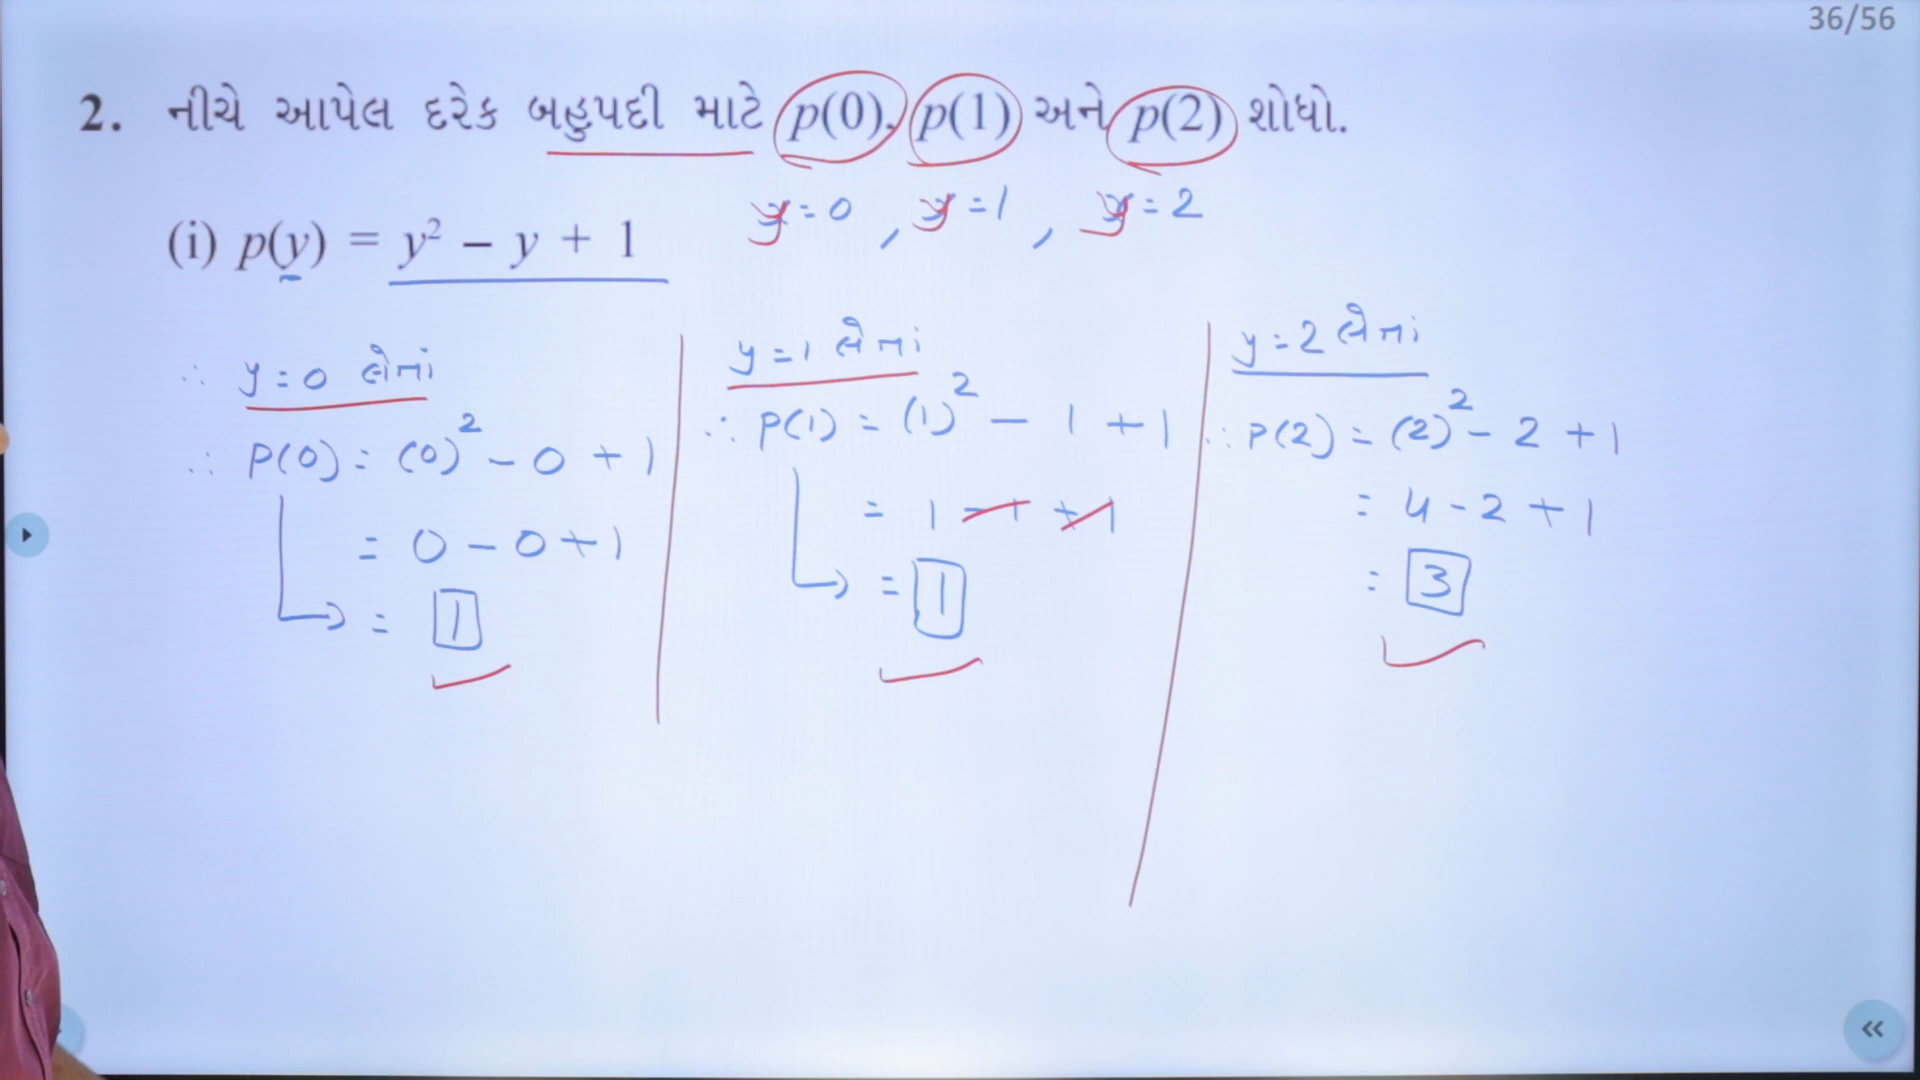 36/56
2. નીચે આપેલ દરેક બહુપદી માટે p(0), p(1) અને p(2) શોધો.
y = 0 , y = 1 , y = 2
(i) p(y) = y² – y + 1
∴ y = 0 લેતાં
∴ P(0) = (0)² - 0 + 1
= 0 - 0 + 1
= 1
y = 1 લેતાં
∴ P(1) = (1)² - 1 + 1
= 1 - 1 + 1
= 1
y = 2 લેતાં
∴ P(2) = (2)² - 2 + 1
= 4 - 2 + 1
= 3